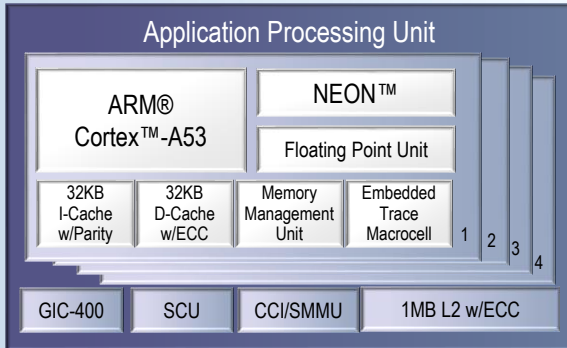 Application Processing Unit
ARM®
Cortex™-A53
NEON™
Floating Point Unit
32KB
I-Cache
w/Parity
32KB
D-Cache
w/ECC
Memory
Management
Unit
Embedded
Trace
Macrocell
1
2
3
4
GIC-400
SCU
CCI/SMMU
1MB L2 w/ECC